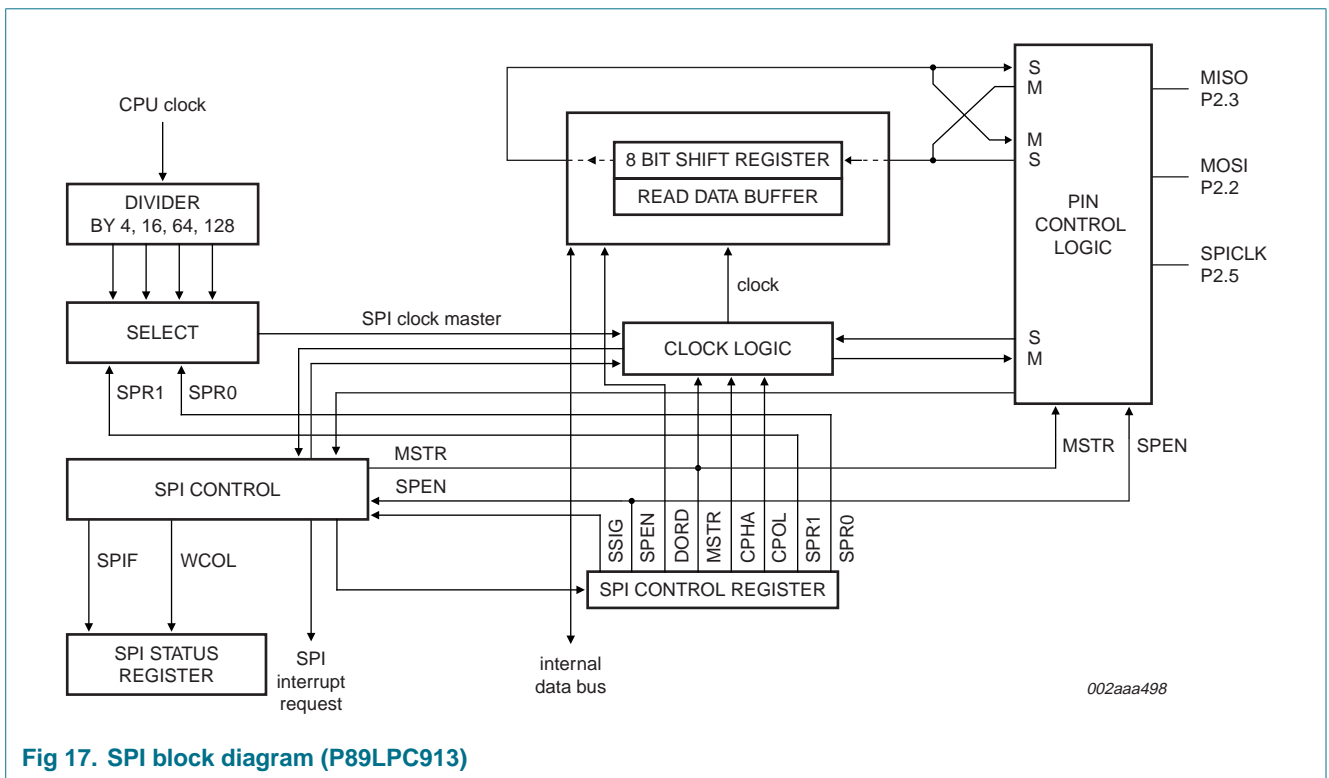 CPU clock
DIVIDER
BY 4, 16, 64, 128
SELECT
SPR1
SPR0
SPI clock master
8 BIT SHIFT REGISTER
READ DATA BUFFER
clock
CLOCK LOGIC
S
M
M
S
PIN
CONTROL
LOGIC
S
M
MISO
P2.3
MOSI
P2.2
SPICLK
P2.5
MSTR
SPEN
MSTR
SPEN
SPI CONTROL
SPIF
WCOL
SSIG
SPEN
DORD
MSTR
CPHA
CPOL
SPR1
SPR0
SPI CONTROL REGISTER
SPI STATUS
REGISTER
SPI
interrupt
request
internal
data bus
002aaa498
Fig 17. SPI block diagram (P89LPC913)